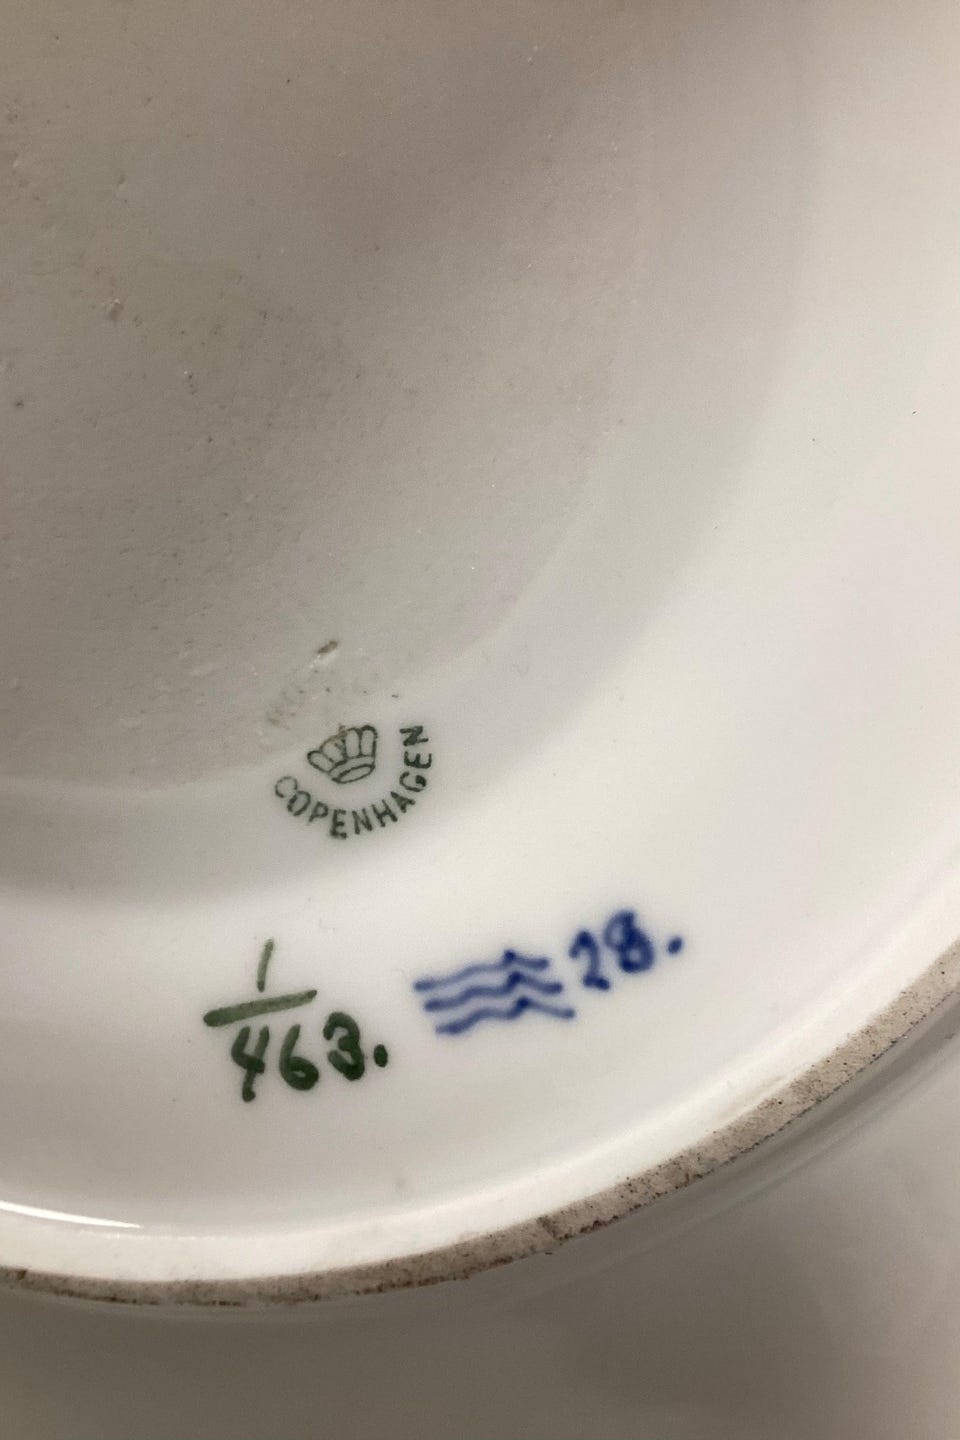 COPENHAGEN
1
463.
28.